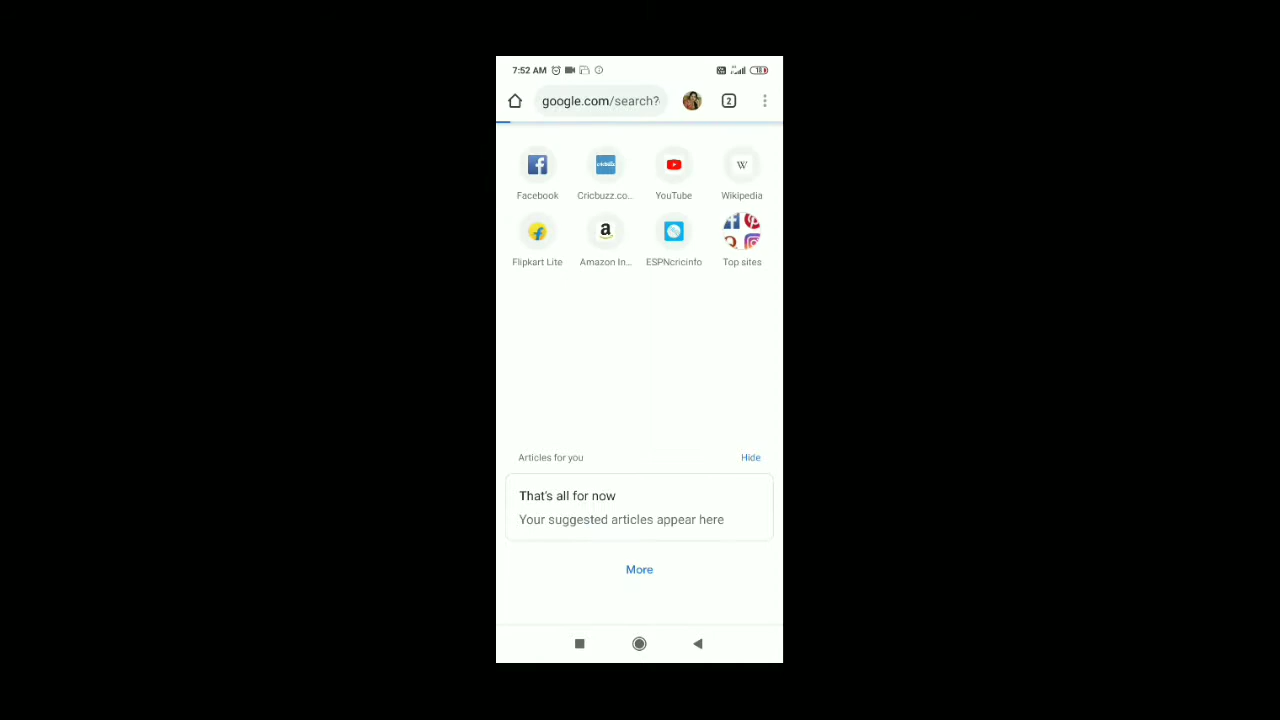 7:52 AM
google.com/search?
2
Facebook
Cricbuzz.co...
YouTube
W
Wikipedia
Flipkart Lite
a
Amazon In...
ESPNcricinfo
Top sites
Articles for you
Hide
That's all for now
Your suggested articles appear here
More